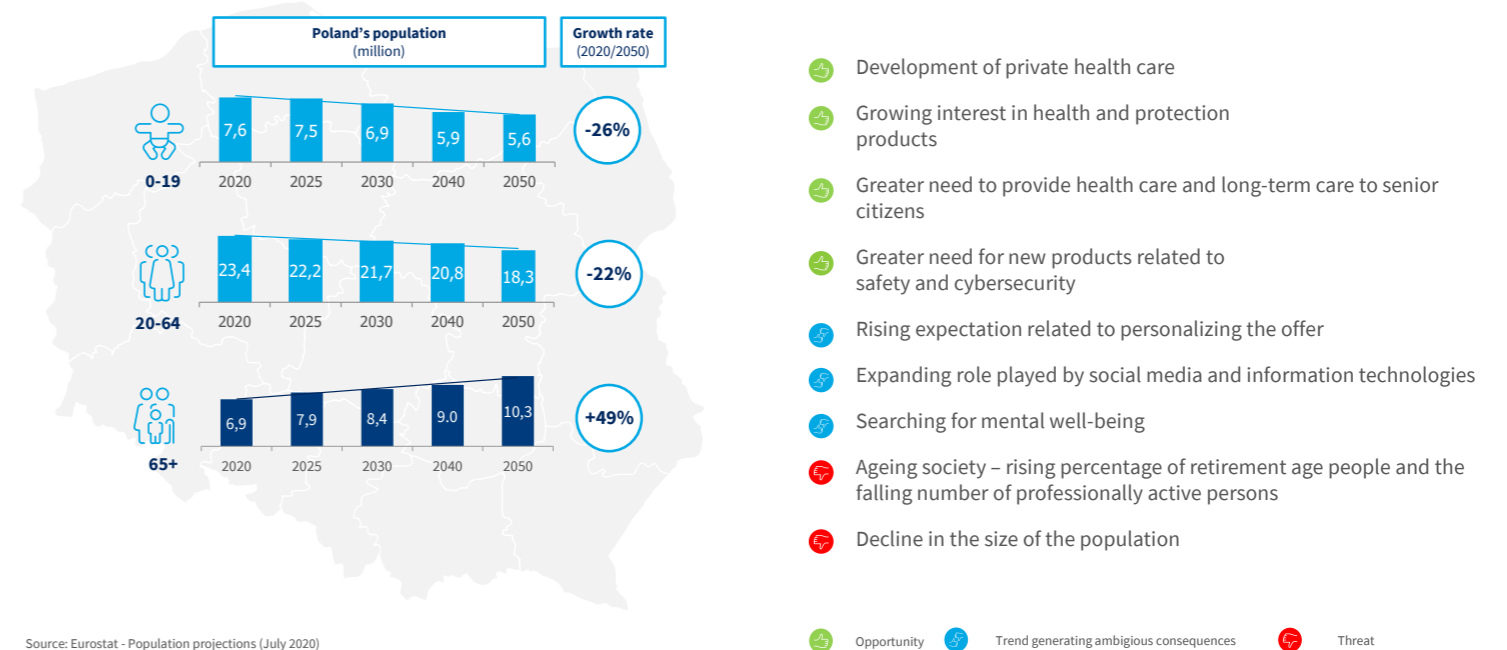 Poland's population
(million)
Growth rate
(2020/2050)
7,6 7,5 6,9 5,9 5,6
-26%
0-19
2020 2025 2030 2040 2050
23,4 22,2 21,7 20,8 18,3
-22%
20-64
2020 2025 2030 2040 2050
6,9 7,9 8,4 9.0 10,3
+49%
65+
2020 2025 2030 2040 2050
Source: Eurostat - Population projections (July 2020)
Development of private health care
Growing interest in health and protection
products
Greater need to provide health care and long-term care to senior
citizens
Greater need for new products related to
safety and cybersecurity
Rising expectation related to personalizing the offer
Expanding role played by social media and information technologies
Searching for mental well-being
Ageing society – rising percentage of retirement age people and the
falling number of professionally active persons
Decline in the size of the population
Opportunity
Trend generating ambigious consequences
Threat